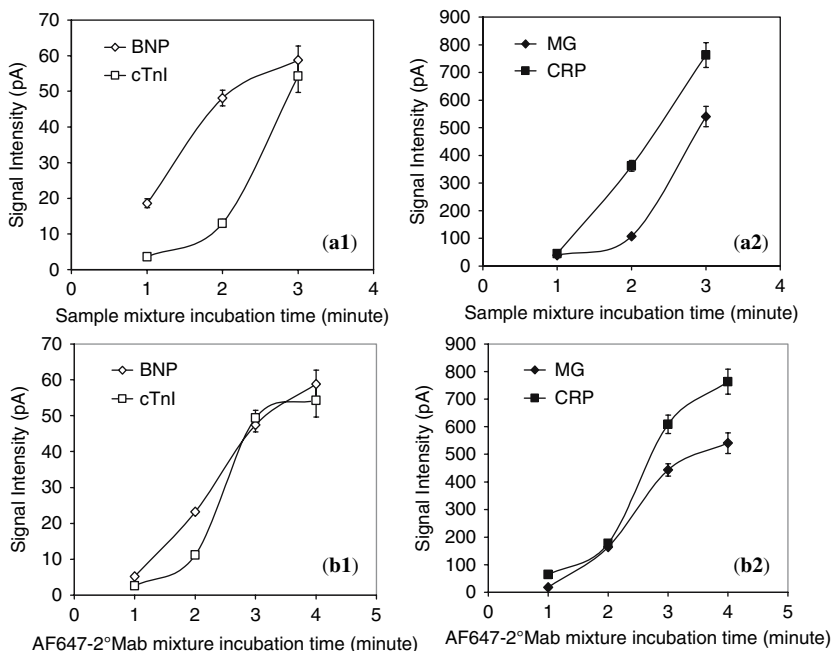 70
60
50
40
30
20
10
0
Signal Intensity (pA)
BNP
cTnI
(a1)
0 1 2 3 4
Sample mixture incubation time (minute)
900
800
700
600
500
400
300
200
100
0
Signal Intensity (pA)
MG
CRP
(a2)
0 1 2 3 4
Sample mixture incubation time (minute)
70
60
50
40
30
20
10
0
Signal Intensity (pA)
BNP
cTnI
(b1)
0 1 2 3 4 5
AF647-2°Mab mixture incubation time (minute)
900
800
700
600
500
400
300
200
100
0
Signal Intensity (pA)
MG
CRP
(b2)
0 1 2 3 4 5
AF647-2°Mab mixture incubation time (minute)